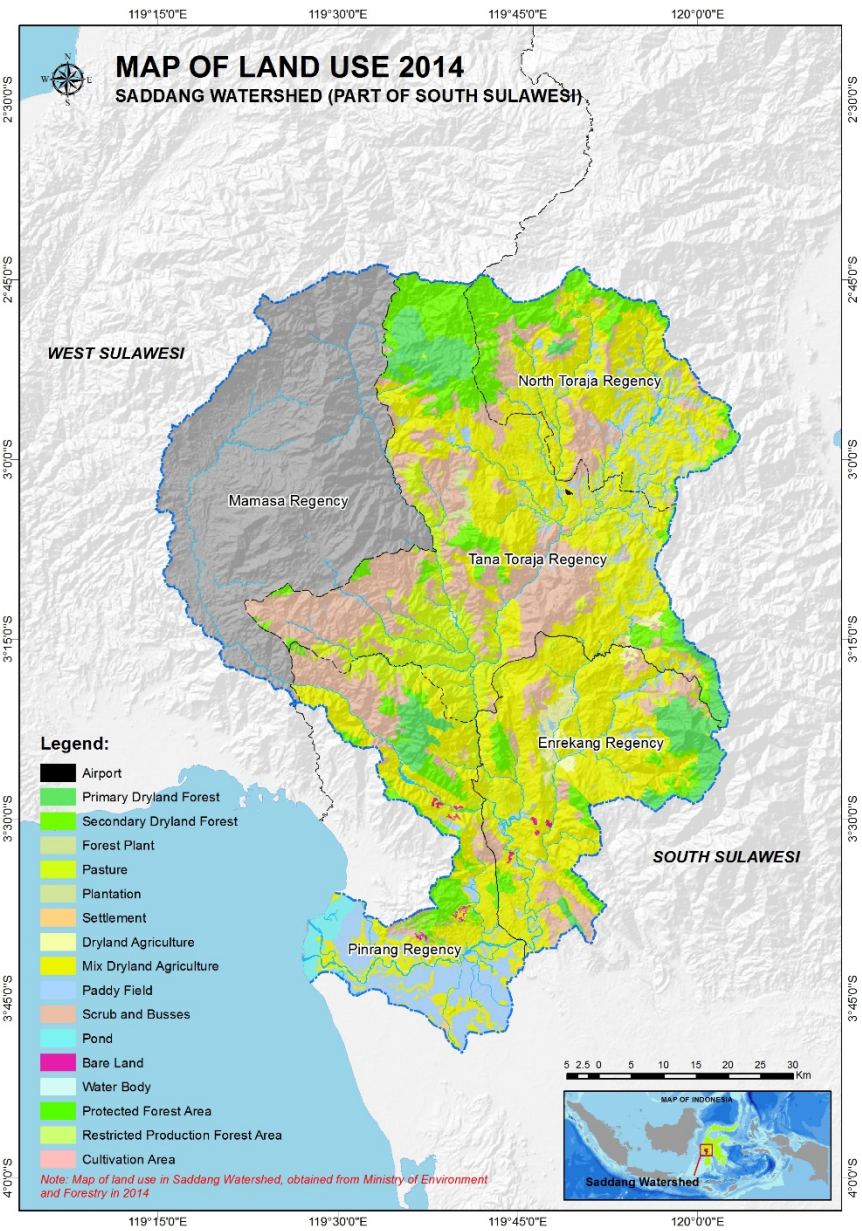 119°15'0"E 119°30'0"E 119°45'0"E 120°0'0"E
MAP OF LAND USE 2014
SADDANG WATERSHED (PART OF SOUTH SULAWESI)
N
W E
S
2°30'0"S 2°30'0"S
2°45'0"S 2°45'0"S
WEST SULAWESI
North Toraja Regency
3°0'0"S 3°0'0"S
Mamasa Regency
Tana Toraja Regency
3°15'0"S 3°15'0"S
Enrekang Regency
3°30'0"S 3°30'0"S
SOUTH SULAWESI
Pinrang Regency
3°45'0"S 3°45'0"S
4°0'0"S 4°0'0"S
Legend:
Airport
Primary Dryland Forest
Secondary Dryland Forest
Forest Plant
Pasture
Plantation
Settlement
Dryland Agriculture
Mix Dryland Agriculture
Paddy Field
Scrub and Busses
Pond
Bare Land
Water Body
Protected Forest Area
Restricted Production Forest Area
Cultivation Area
Note: Map of land use in Saddang Watershed, obtained from Ministry of Environment
and Forestry in 2014
5 2.5 0 5 10 15 20 25 30
Km
MAP OF INDONESIA
Saddang Watershed
119°15'0"E 119°30'0"E 119°45'0"E 120°0'0"E